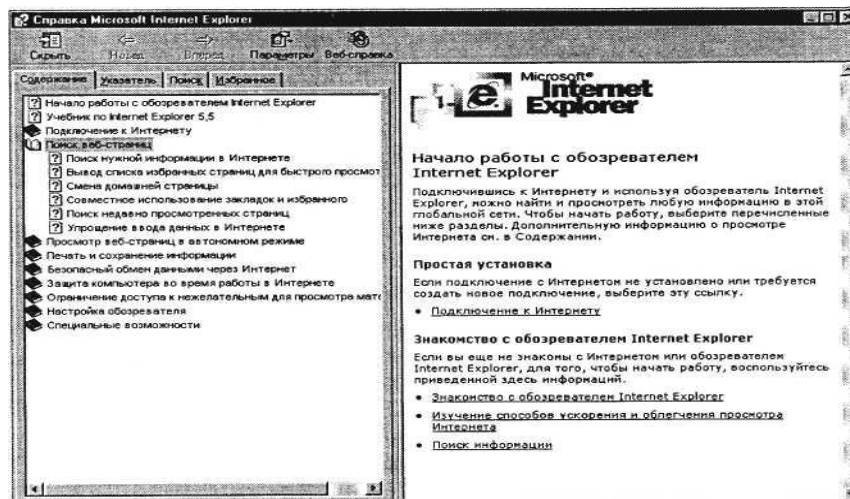 Справка Microsoft Internet Explorer
Скрыть Назад Вперед Параметры Веб-справка
Содержание Указатель Поиск Избранное
Начало работы с обозревателем Internet Explorer
Учебник по Internet Explorer 5,5
Подключение к Интернету
Поиск веб-страниц
Поиск нужной информации в Интернете
Вывод списка избранных страниц для быстрого просмот
Смена домашней страницы
Совместное использование закладок и избранного
Поиск недавно просмотренных страниц
Упрощение ввода данных в Интернете
Просмотр веб-страниц в автономном режиме
Печать и сохранение информации
Безопасный обмен данными через Интернет
Защита компьютера во время работы в Интернете
Ограничение доступа к нежелательным для просмотра мате
Настройка обозревателя
Специальные возможности
Microsoft®
Internet
Explorer
Начало работы с обозревателем
Internet Explorer
Подключившись к Интернету и используя обозреватель Internet
Explorer, можно найти и просмотреть любую информацию в этой
глобальной сети. Чтобы начать работу, выберите перечисленные
ниже разделы. Дополнительную информацию о просмотре
Интернета см. в Содержании.
Простая установка
Если подключение с Интернетом не установлено или требуется
создать новое подключение, выберите эту ссылку.
• Подключение к Интернету
Знакомство с обозревателем Internet Explorer
Если вы еще не знакомы с Интернетом или обозревателем
Internet Explorer, для того, чтобы начать работу, воспользуйтесь
приведенной здесь информаций.
• Знакомство с обозревателем Internet Explorer
• Изучение способов ускорения и облегчения просмотра
Интернета
• Поиск информации